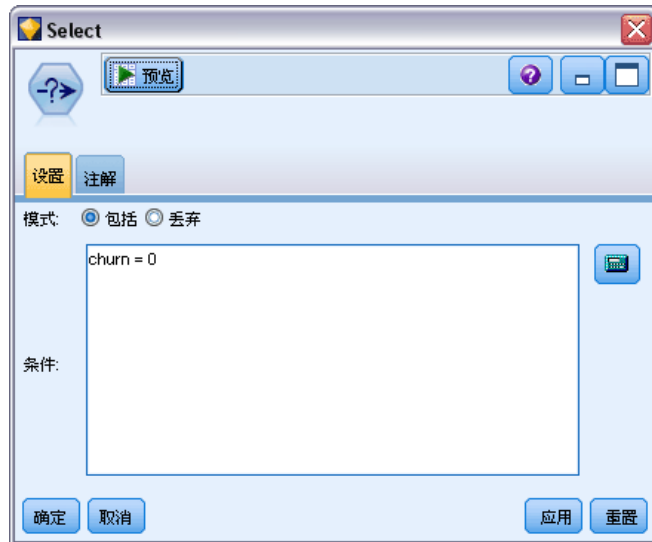 Select
-?➤
预览
?
设置 注解
模式: 包括 丢弃
churn = 0
条件:
确定 取消 应用 重置